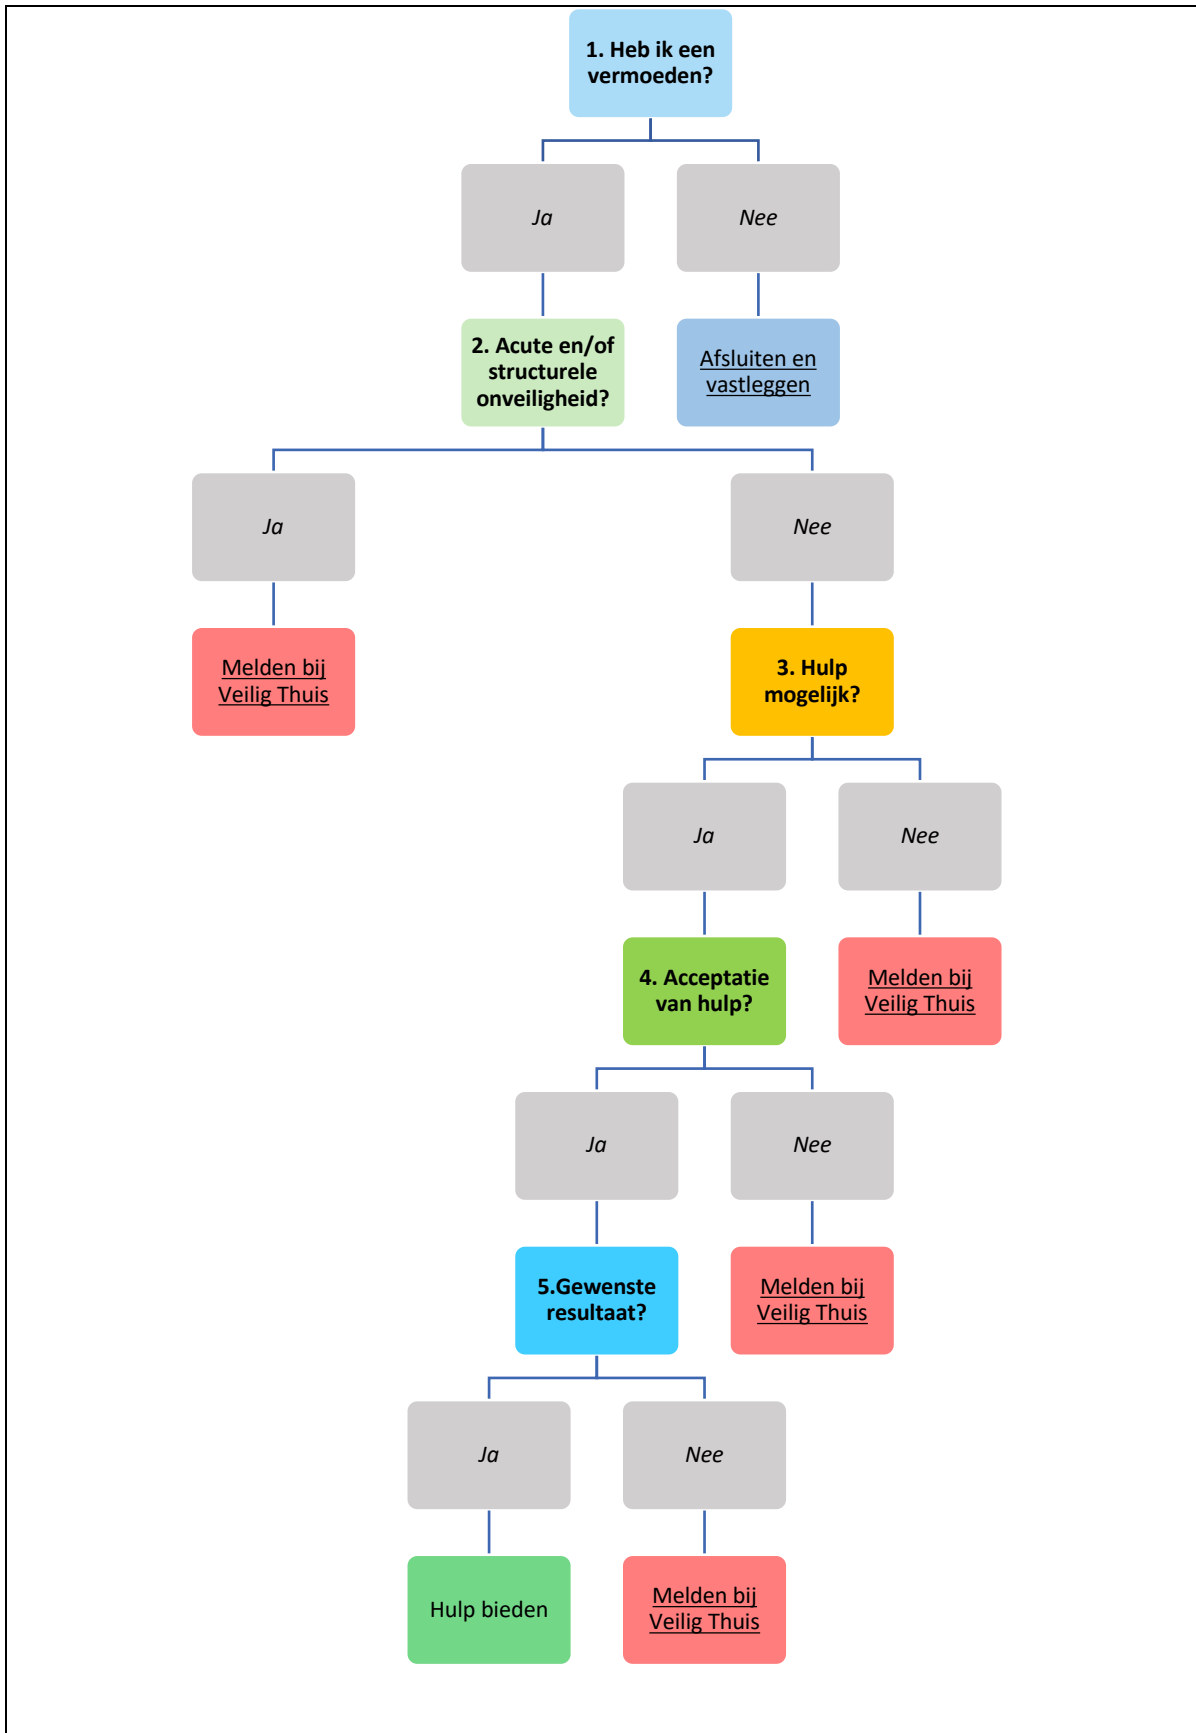 1. Heb ik een
vermoeden?
Ja
Nee
2. Acute en/of
structurele
onveiligheid?
Afsluiten en
vastleggen
Ja
Nee
Melden bij
Veilig Thuis
3. Hulp
mogelijk?
Ja
Nee
4. Acceptatie
van hulp?
Melden bij
Veilig Thuis
Ja
Nee
5.Gewenste
resultaat?
Melden bij
Veilig Thuis
Ja
Nee
Hulp bieden
Melden bij
Veilig Thuis